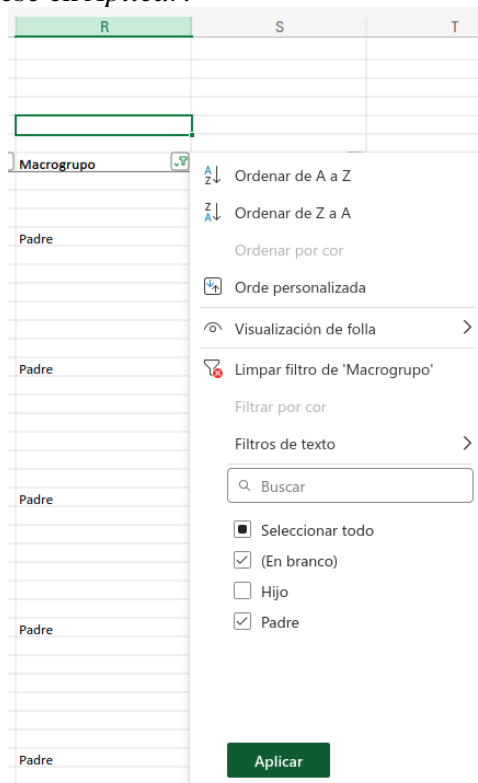 R S T
Macrogrupo
Ordenar de A a Z
Ordenar de Z a A
Padre
Ordenar por cor
Orde personalizada
Visualización de folla
Padre
Limpar filtro de 'Macrogrupo'
Filtrar por cor
Filtros de texto
Buscar
Padre
Seleccionar todo
(En branco)
Hijo
Padre
Padre
Padre
Aplicar